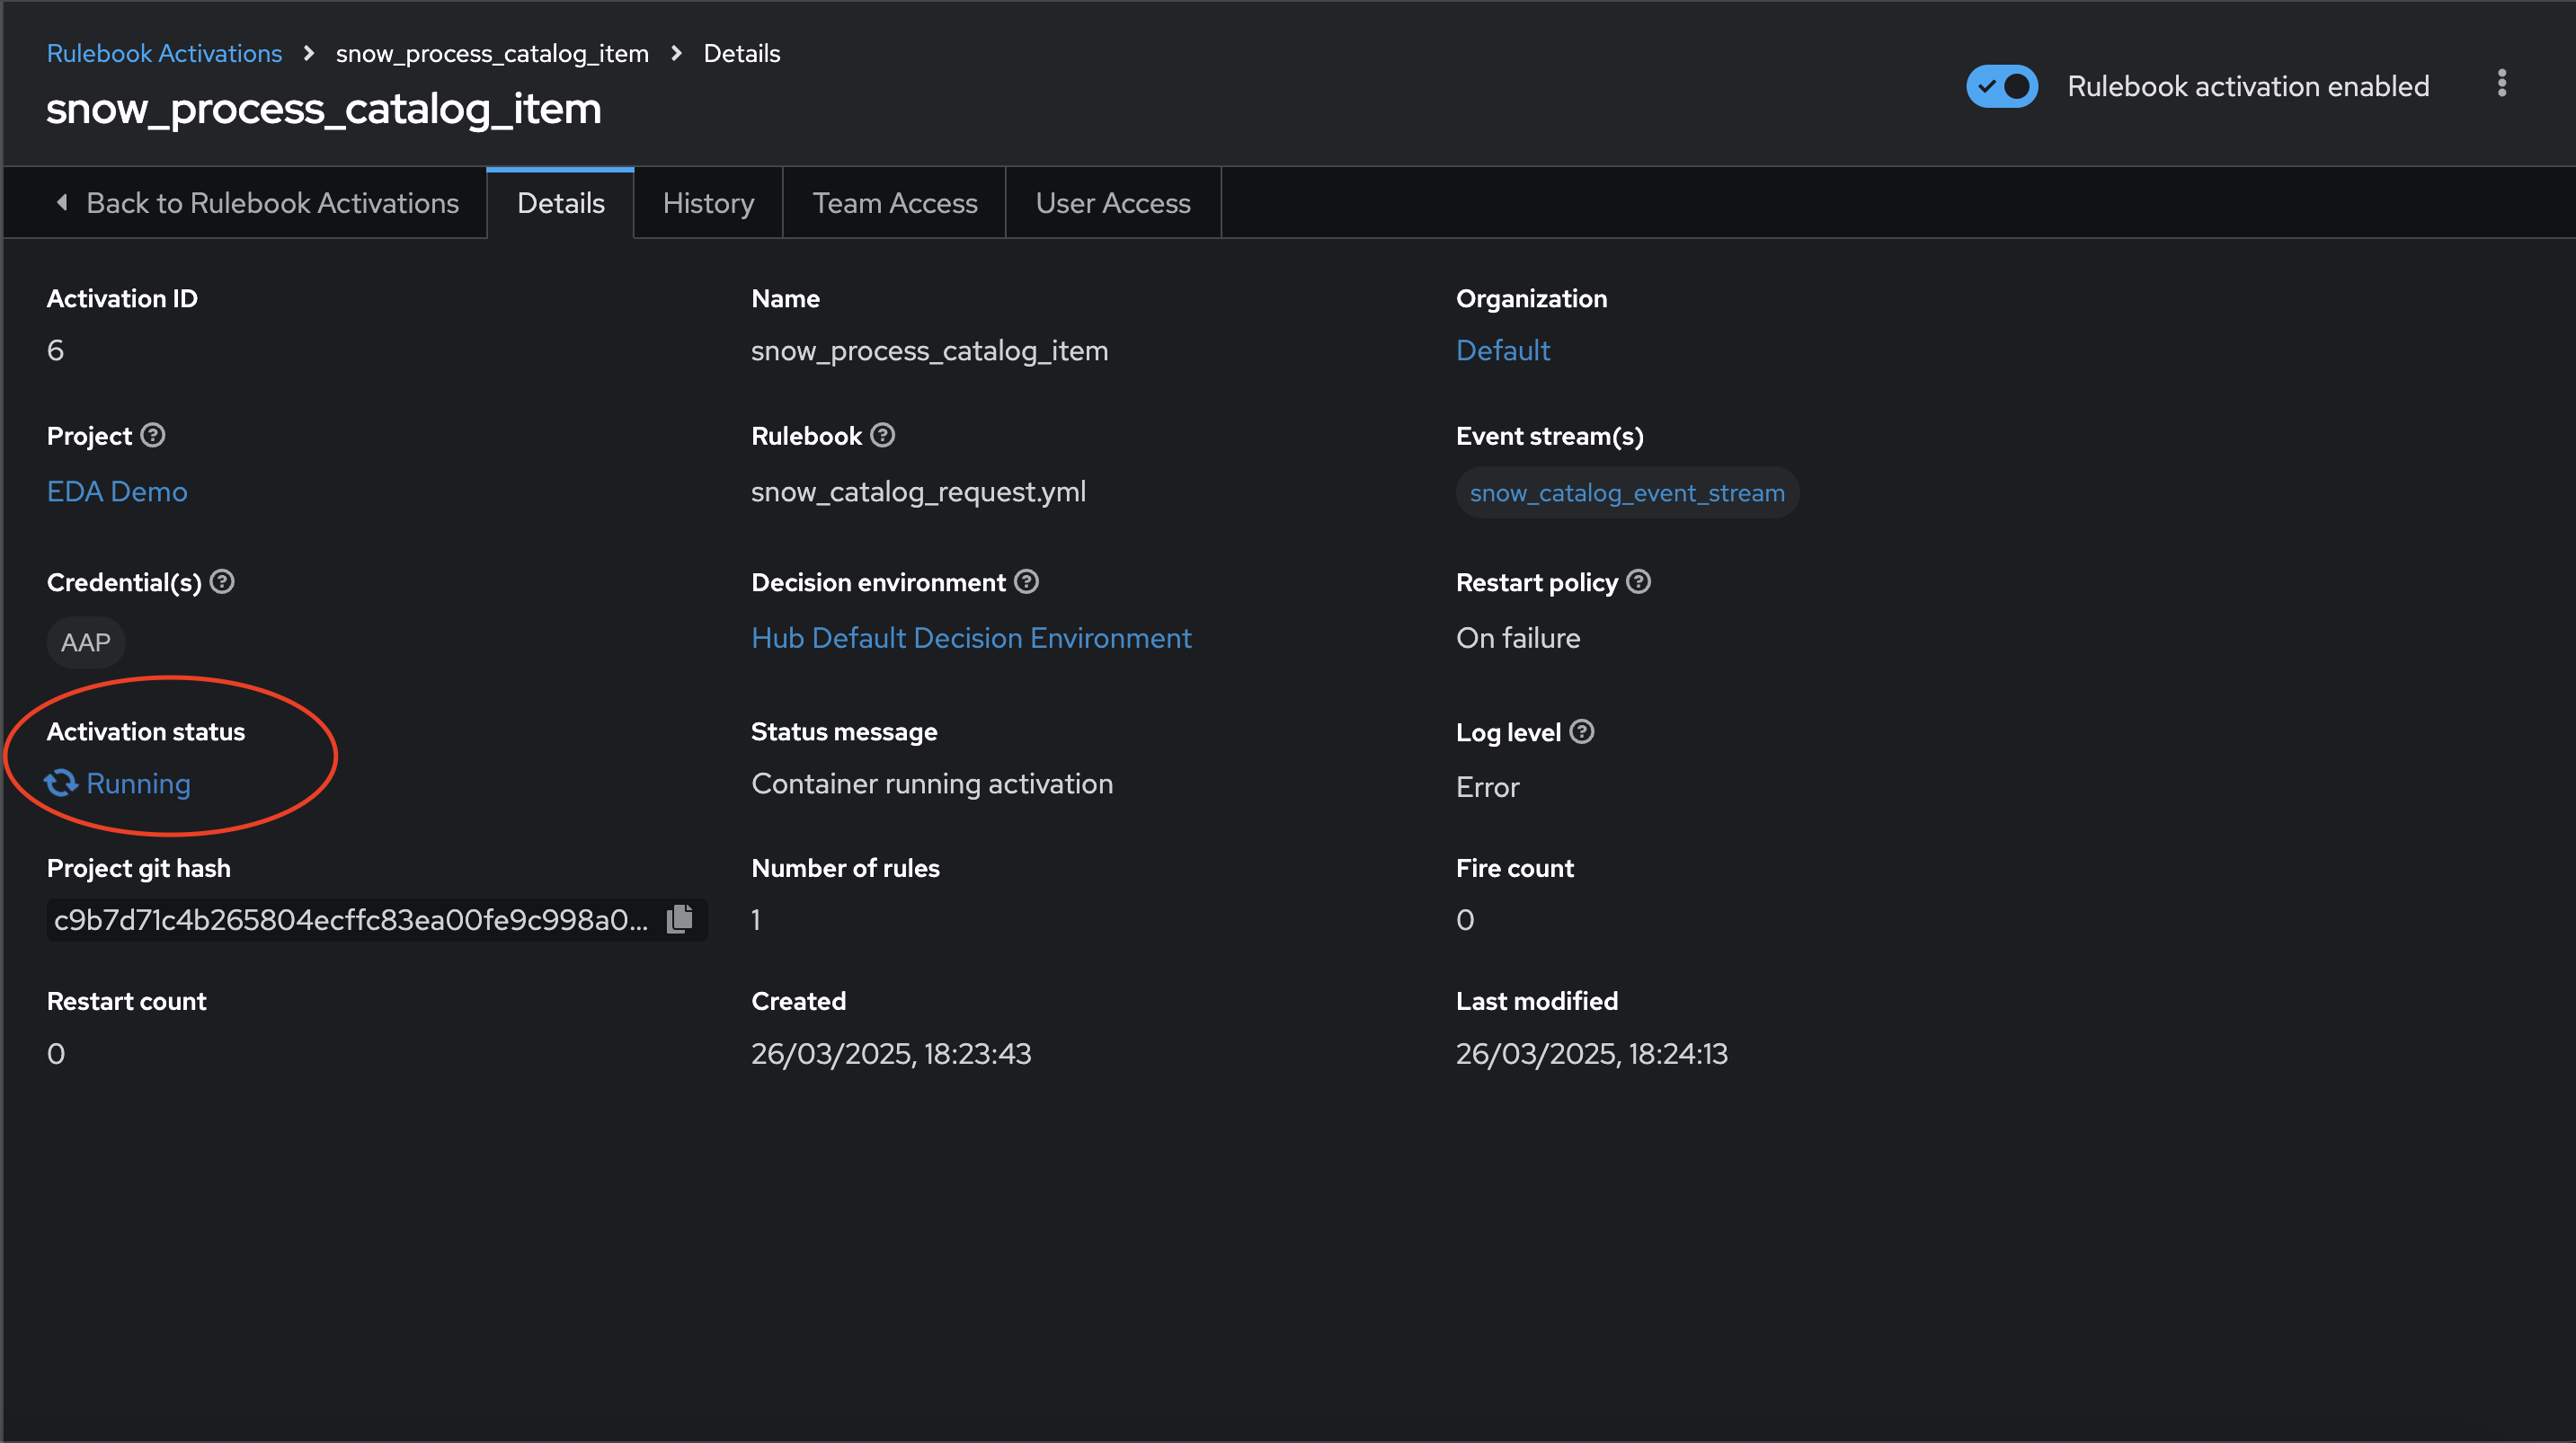 Rulebook Activations > snow_process_catalog_item > Details
snow_process_catalog_item
Rulebook activation enabled
Back to Rulebook Activations Details History Team Access User Access
Activation ID Name Organization
6 snow_process_catalog_item Default
Project Rulebook Event stream(s)
EDA Demo snow_catalog_request.yml snow_catalog_event_stream
Credential(s) Decision environment Restart policy
AAP Hub Default Decision Environment On failure
Activation status Status message Log level
Running Container running activation Error
Project git hash Number of rules Fire count
c9b7d71c4b265804ecffc83ea00fe9c998a0... 1 0
Restart count Created Last modified
0 26/03/2025, 18:23:43 26/03/2025, 18:24:13